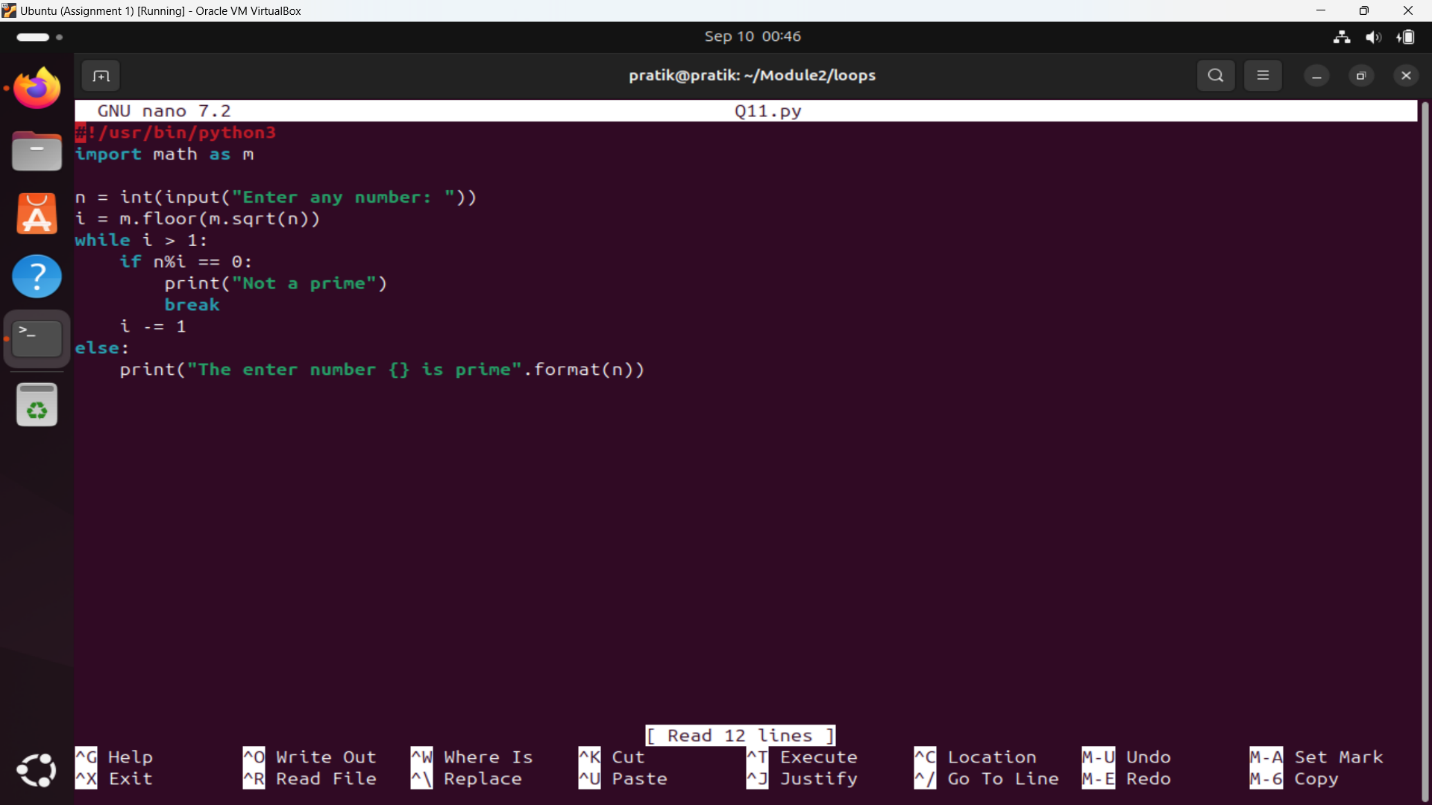 Ubuntu (Assignment 1) [Running] - Oracle VM VirtualBox
Sep 10 00:46
pratik@pratik: ~/Module2/loops
GNU nano 7.2 Q11.py
#!/usr/bin/python3
import math as m
n = int(input("Enter any number: "))
i = m.floor(m.sqrt(n))
while i > 1:
    if n%i == 0:
        print("Not a prime")
        break
    i -= 1
else:
    print("The enter number {} is prime".format(n))
[ Read 12 lines ]
^G Help ^O Write Out ^W Where Is ^K Cut ^T Execute ^C Location M-U Undo M-A Set Mark
^X Exit ^R Read File ^\ Replace ^U Paste ^J Justify ^/ Go To Line M-E Redo M-6 Copy